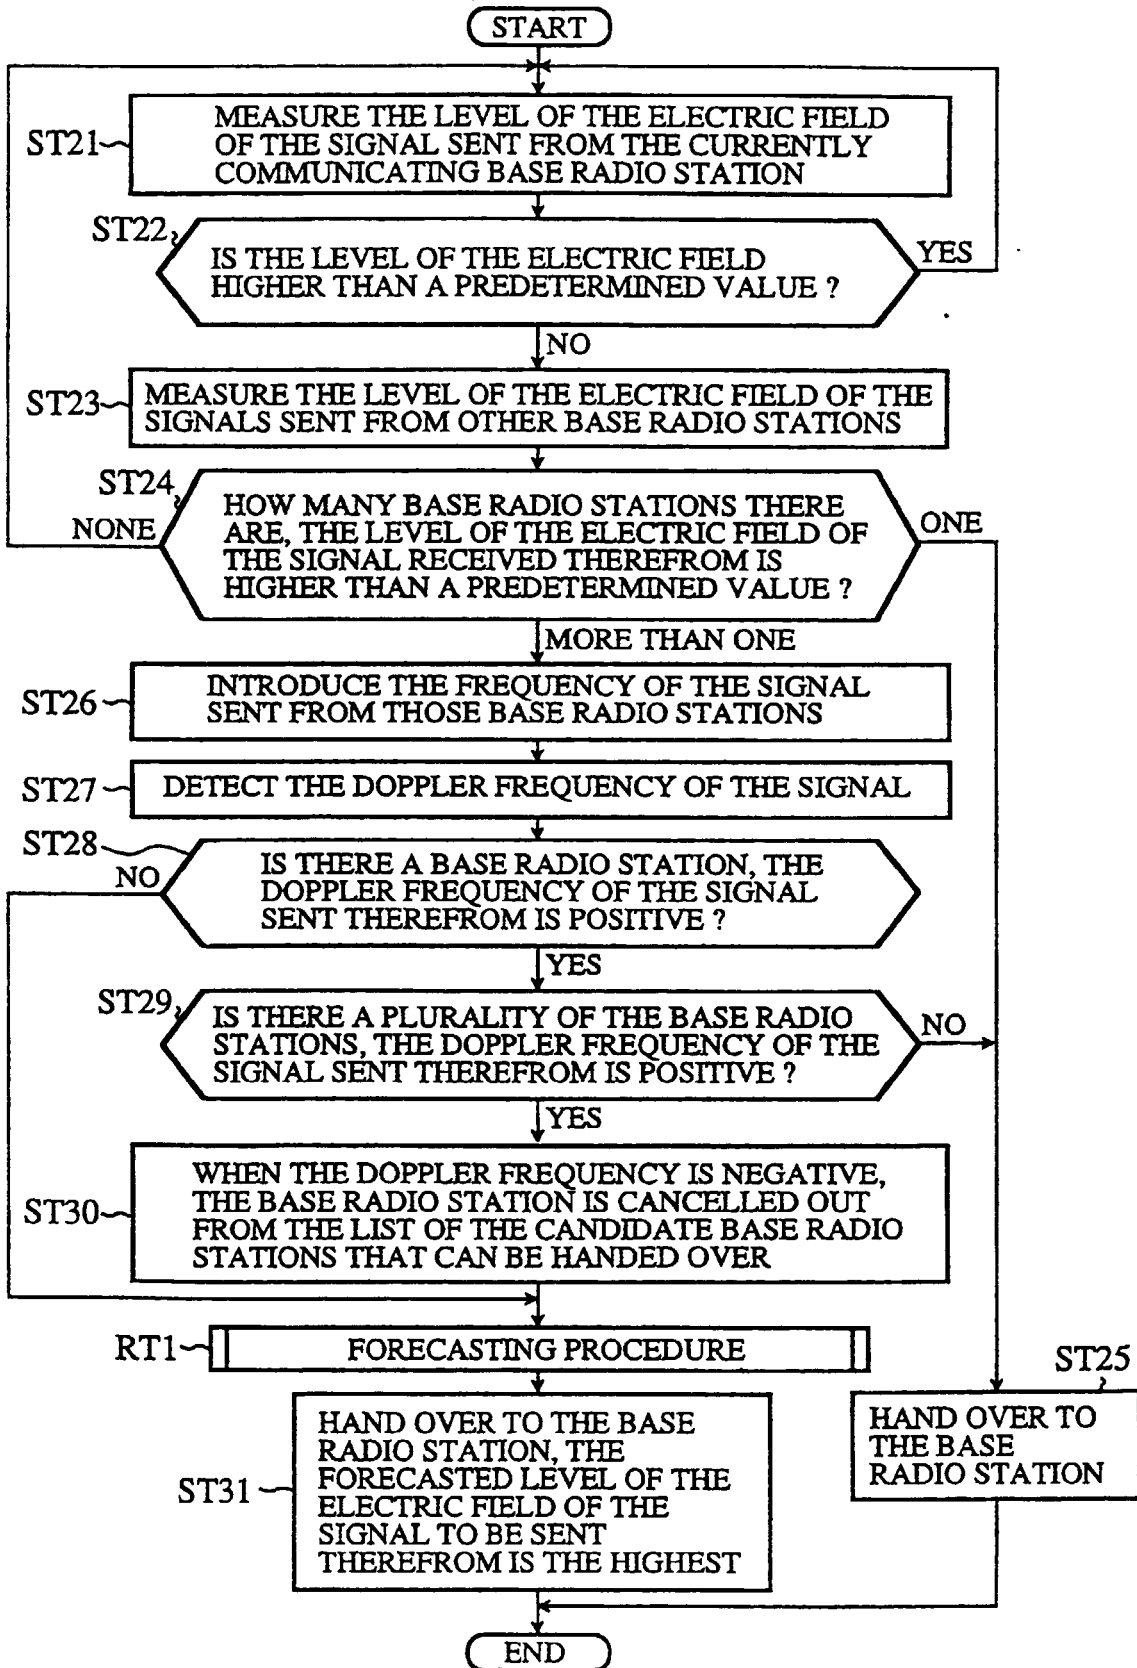 START
ST21
MEASURE THE LEVEL OF THE ELECTRIC FIELD
OF THE SIGNAL SENT FROM THE CURRENTLY
COMMUNICATING BASE RADIO STATION
ST22
IS THE LEVEL OF THE ELECTRIC FIELD
HIGHER THAN A PREDETERMINED VALUE ?
YES
NO
ST23
MEASURE THE LEVEL OF THE ELECTRIC FIELD OF THE
SIGNALS SENT FROM OTHER BASE RADIO STATIONS
ST24
NONE
HOW MANY BASE RADIO STATIONS THERE
ARE, THE LEVEL OF THE ELECTRIC FIELD OF
THE SIGNAL RECEIVED THEREFROM IS
HIGHER THAN A PREDETERMINED VALUE ?
ONE
MORE THAN ONE
ST26
INTRODUCE THE FREQUENCY OF THE SIGNAL
SENT FROM THOSE BASE RADIO STATIONS
ST27
DETECT THE DOPPLER FREQUENCY OF THE SIGNAL
ST28
NO
IS THERE A BASE RADIO STATION, THE
DOPPLER FREQUENCY OF THE SIGNAL
SENT THEREFROM IS POSITIVE ?
YES
ST29
IS THERE A PLURALITY OF THE BASE RADIO
STATIONS, THE DOPPLER FREQUENCY OF THE
SIGNAL SENT THEREFROM IS POSITIVE ?
NO
YES
ST30
WHEN THE DOPPLER FREQUENCY IS NEGATIVE,
THE BASE RADIO STATION IS CANCELLED OUT
FROM THE LIST OF THE CANDIDATE BASE RADIO
STATIONS THAT CAN BE HANDED OVER
RT1
FORECASTING PROCEDURE
ST25
HAND OVER TO
THE BASE
RADIO STATION
ST31
HAND OVER TO THE BASE
RADIO STATION, THE
FORECASTED LEVEL OF THE
ELECTRIC FIELD OF THE
SIGNAL TO BE SENT
THEREFROM IS THE HIGHEST
END